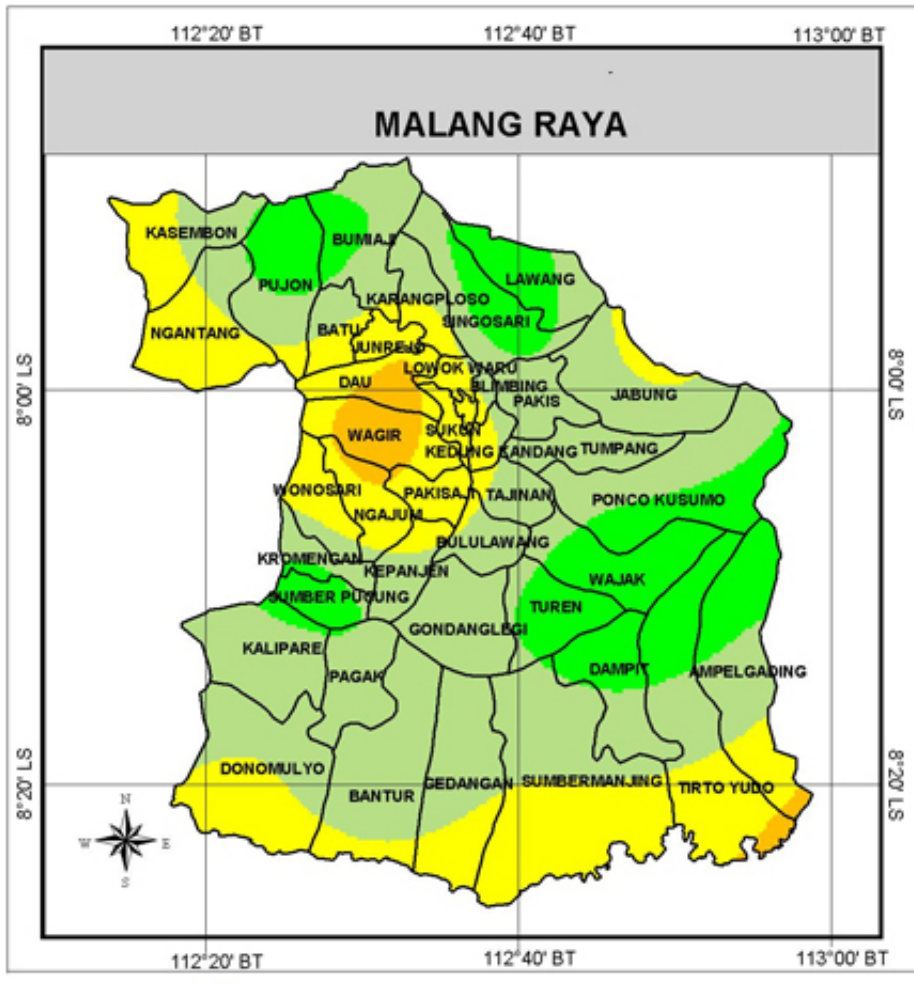 112°20' BT
112°40' BT
113°00' BT
MALANG RAYA
KASEMBON
BUMIAJI
PUJON
LAWANG
KARANGPLOSO
SINGOSARI
NGANTANG
BATU
JUNREJO
LOWOK WARU
DAU
BLIMBING
8°00' LS
8°00' LS
PAKIS
JABUNG
WAGIR
SUKUN
KEDUNG KANDANG
TUMPANG
WONOSARI
PAKISAJI
TAJINAN
PONCO KUSUMO
NGAJUM
BULULAWANG
KROMENGAN
KEPANJEN
WAJAK
SUMBER PUCUNG
TUREN
GONDANGLEGI
KALIPARE
PAGAK
DAMPIT
AMPELGADING
DONOMULYO
GEDANGAN
SUMBERMANJING
TIRTO YUDO
BANTUR
8°20' LS
8°20' LS
N
W
E
S
112°20' BT
112°40' BT
113°00' BT